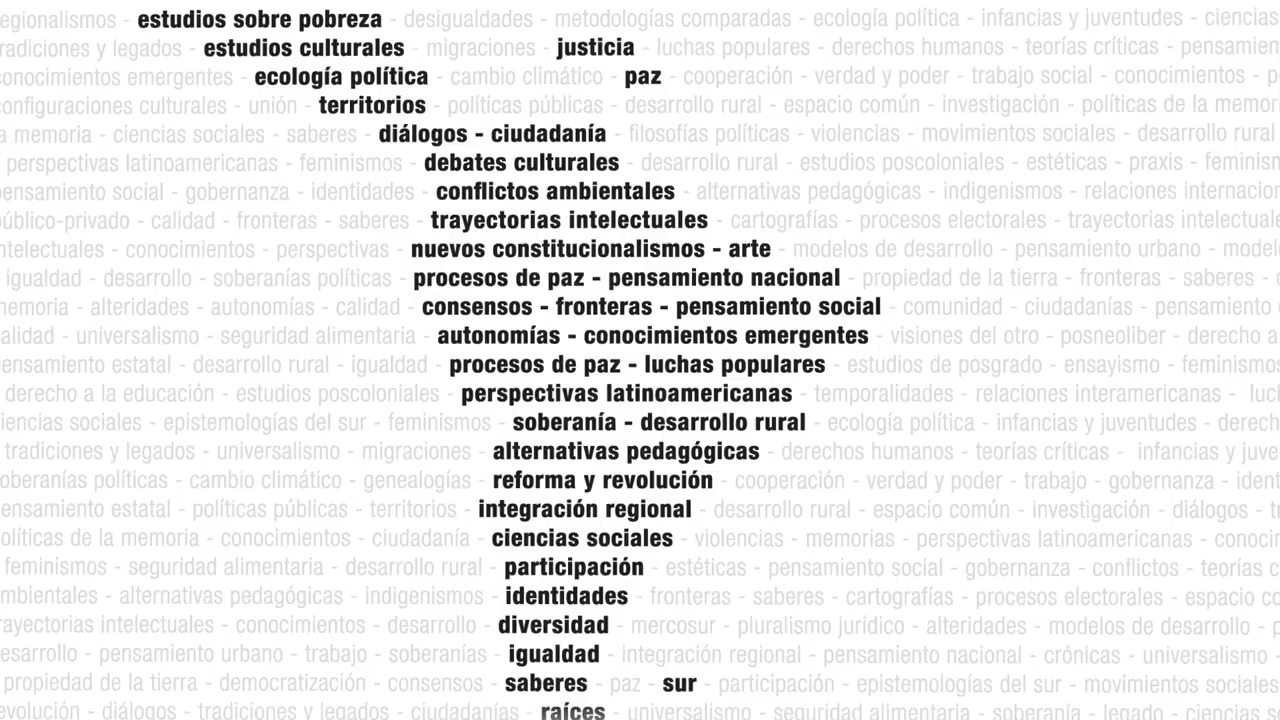 egionalismos - estudios sobre pobreza - desigualdades - metodologías comparadas - ecología política - infancias y juventudes - ciencias
radiciones y legados - estudios culturales - migraciones - justicia - luchas populares - derechos humanos - teorías críticas - pensamien
conocimientos emergentes - ecología política - cambio climático - paz - cooperación - verdad y poder - trabajo social - conocimientos - p
configuraciones culturales - unión - territorios - políticas públicas - desarrollo rural - espacio común - investigación - políticas de la memor
a memoria - ciencias sociales - saberes - diálogos - ciudadanía - filosofías políticas - violencias - movimientos sociales - desarrollo rural
perspectivas latinoamericanas - feminismos - debates culturales - desarrollo rural - estudios poscoloniales - estéticas - praxis - feminism
pensamiento social - gobernanza - identidades - conflictos ambientales - alternativas pedagógicas - indigenismos - relaciones internacion
público-privado - calidad - fronteras - saberes - trayectorias intelectuales - cartografías - procesos electorales - trayectorias intelectual
ntelectuales - conocimientos - perspectivas - nuevos constitucionalismos - arte - modelos de desarrollo - pensamiento urbano - model
igualdad - desarrollo - soberanías políticas - procesos de paz - pensamiento nacional - propiedad de la tierra - fronteras - saberes -
memoria - alteridades - autonomías - calidad - consensos - fronteras - pensamiento social - comunidad - ciudadanías - pensamiento
alidad - universalismo - seguridad alimentaria - autonomías - conocimientos emergentes - visiones del otro - posneoliber - derecho a
ensamiento estatal - desarrollo rural - igualdad - procesos de paz - luchas populares - estudios de posgrado - ensayismo - feminismos
derecho a la educación - estudios poscoloniales - perspectivas latinoamericanas - temporalidades - relaciones interamericanas - luc
iencias sociales - epistemologías del sur - feminismos - soberanía - desarrollo rural - ecología política - infancias y juventudes - derech
tradiciones y legados - universalismo - migraciones - alternativas pedagógicas - derechos humanos - teorías críticas - infancias y juve
oberanías políticas - cambio climático - genealogías - reforma y revolución - cooperación - verdad y poder - trabajo - gobernanza - ident
ensamiento estatal - políticas públicas - territorios - integración regional - desarrollo rural - espacio común - investigación - diálogos - t
olíticas de la memoria - conocimientos - ciudadanía - ciencias sociales - violencias - memorias - perspectivas latinoamericanas - conocin
feminismos - seguridad alimentaria - desarrollo rural - participación - estéticas - pensamiento social - gobernanza - conflictos - teorías c
mbientales - alternativas pedagógicas - indigenismos - identidades - fronteras - saberes - cartografías - procesos electorales - espacio co
rayectorias intelectuales - conocimientos - desarrollo - diversidad - mercosur - pluralismo jurídico - alteridades - modelos de desarrollo - p
esarrollo - pensamiento urbano - trabajo - soberanías - igualdad - integración regional - pensamiento nacional - crónicas - universalismo -
propiedad de la tierra - democratización - consensos - saberes - paz - sur - participación - epistemologías del sur - movimientos sociales
evolución - diálogos - tradiciones y legados - ciudadanías - raíces - universalismo - seguridad alimentaria - soberanía - gobernanza - ciencias s